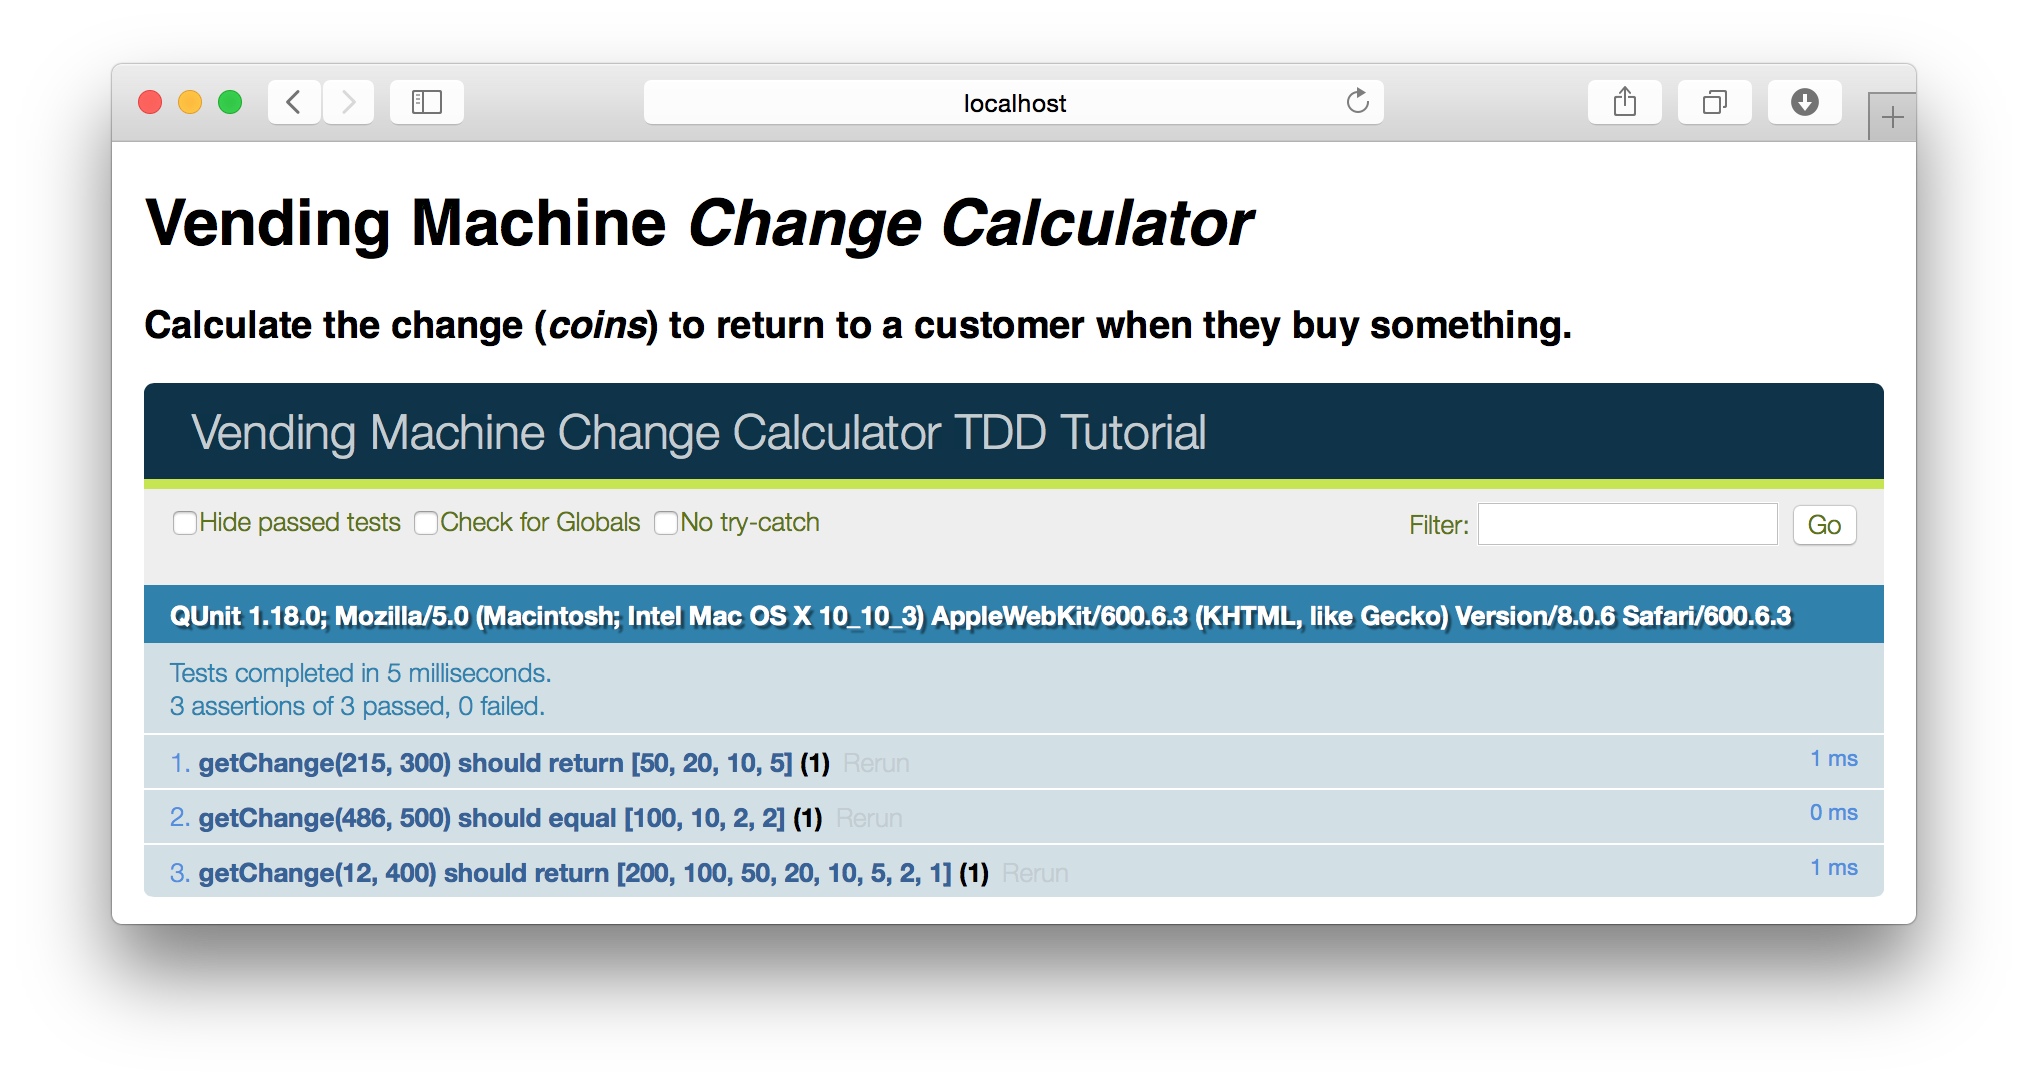 localhost
Vending Machine Change Calculator
Calculate the change (coins) to return to a customer when they buy something.
Vending Machine Change Calculator TDD Tutorial
Hide passed tests Check for Globals No try-catch Filter: Go
QUnit 1.18.0; Mozilla/5.0 (Macintosh; Intel Mac OS X 10_10_3) AppleWebKit/600.6.3 (KHTML, like Gecko) Version/8.0.6 Safari/600.6.3
Tests completed in 5 milliseconds.
3 assertions of 3 passed, 0 failed.
1. getChange(215, 300) should return [50, 20, 10, 5] (1) Rerun 1 ms
2. getChange(486, 500) should equal [100, 10, 2, 2] (1) Rerun 0 ms
3. getChange(12, 400) should return [200, 100, 50, 20, 10, 5, 2, 1] (1) Rerun 1 ms